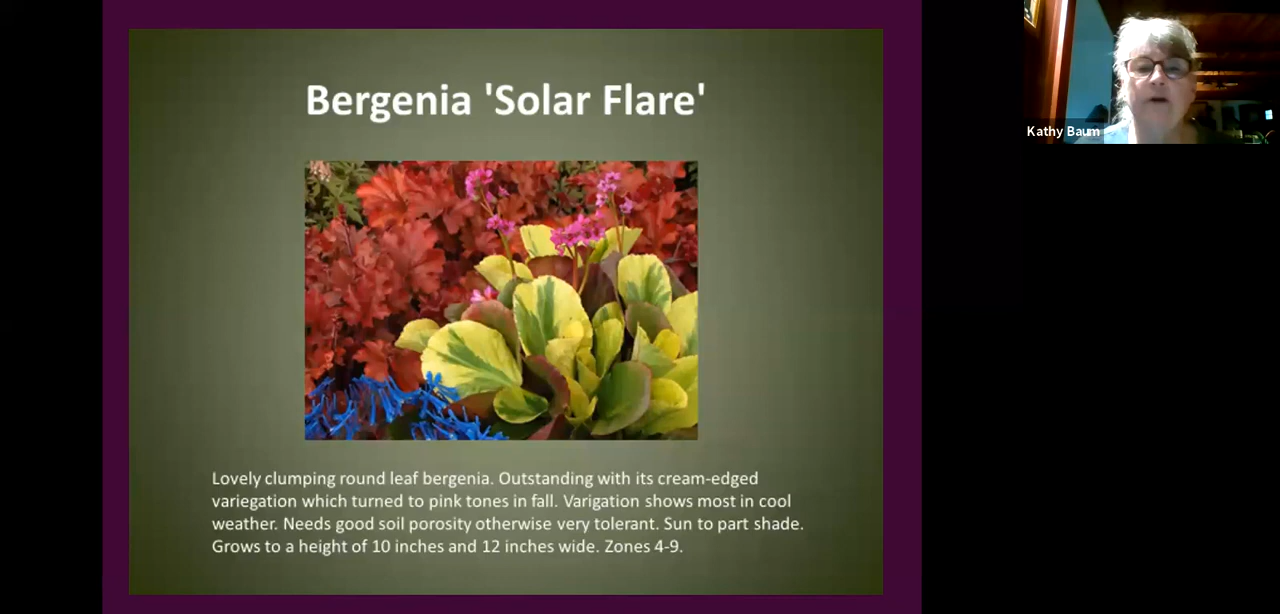 Bergenia 'Solar Flare'
Kathy Baum
Lovely clumping round leaf bergenia. Outstanding with its cream-edged
variegation which turned to pink tones in fall. Varigation shows most in cool
weather. Needs good soil porosity otherwise very tolerant. Sun to part shade.
Grows to a height of 10 inches and 12 inches wide. Zones 4-9.